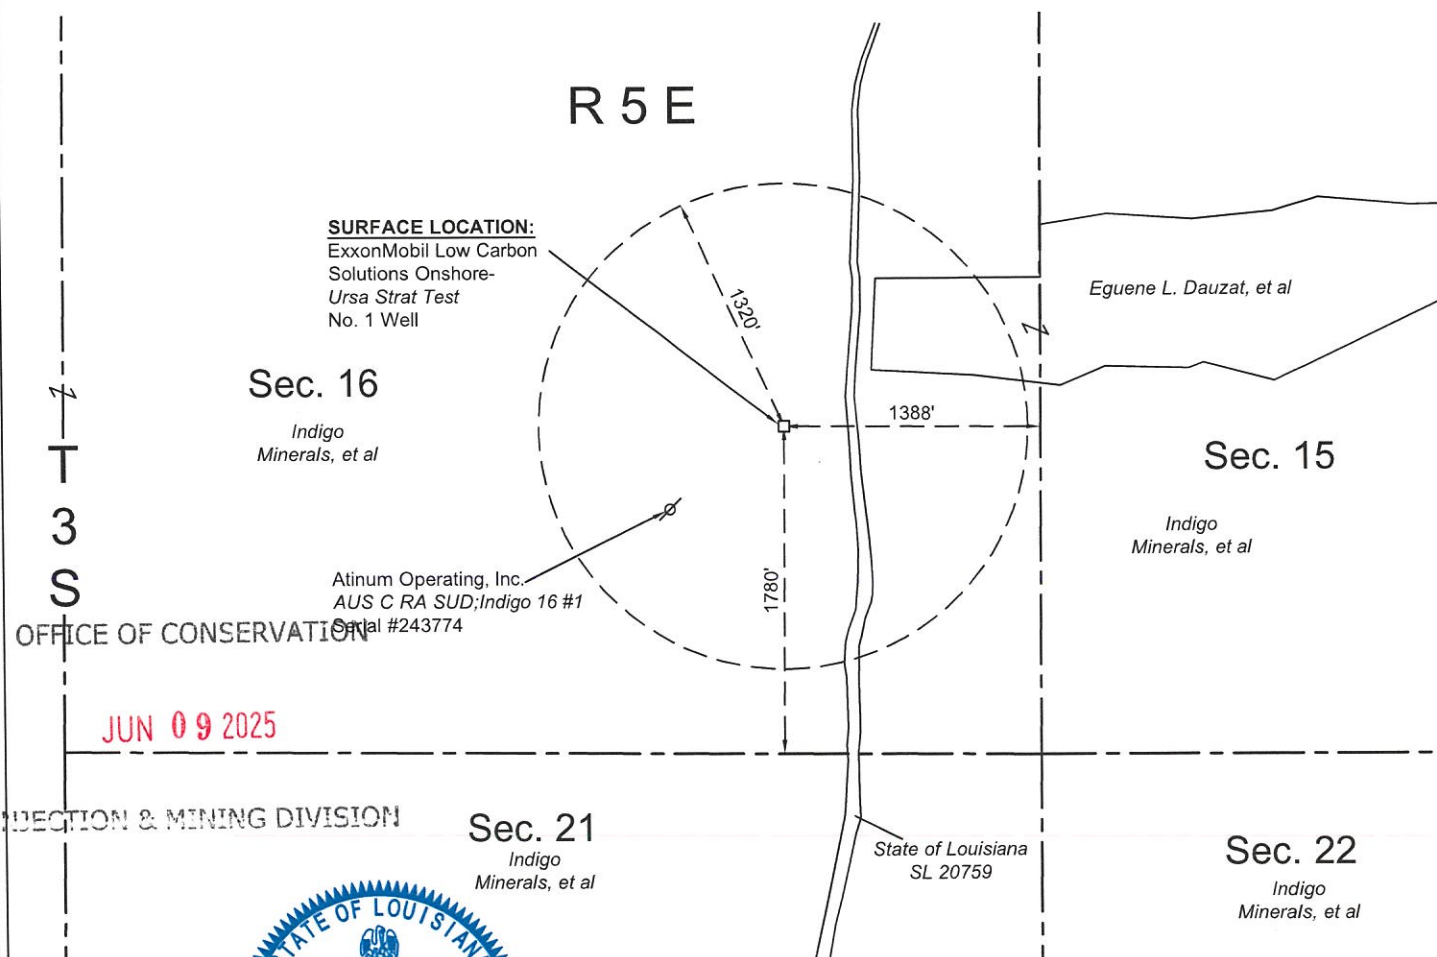 R 5 E
SURFACE LOCATION:
ExxonMobil Low Carbon
Solutions Onshore-
Ursa Strat Test
No. 1 Well
1320'
Eguene L. Dauzat, et al
Sec. 16
Indigo
Minerals, et al
1388'
Sec. 15
Indigo
Minerals, et al
T
3
S
Atinum Operating, Inc.
AUS C RA SUD;Indigo 16 #1
Serial #243774
1780'
OFFICE OF CONSERVATION
JUN 09 2025
INJECTION & MINING DIVISION
Sec. 21
Indigo
Minerals, et al
State of Louisiana
SL 20759
Sec. 22
Indigo
Minerals, et al
TATE OF LOUISIAN